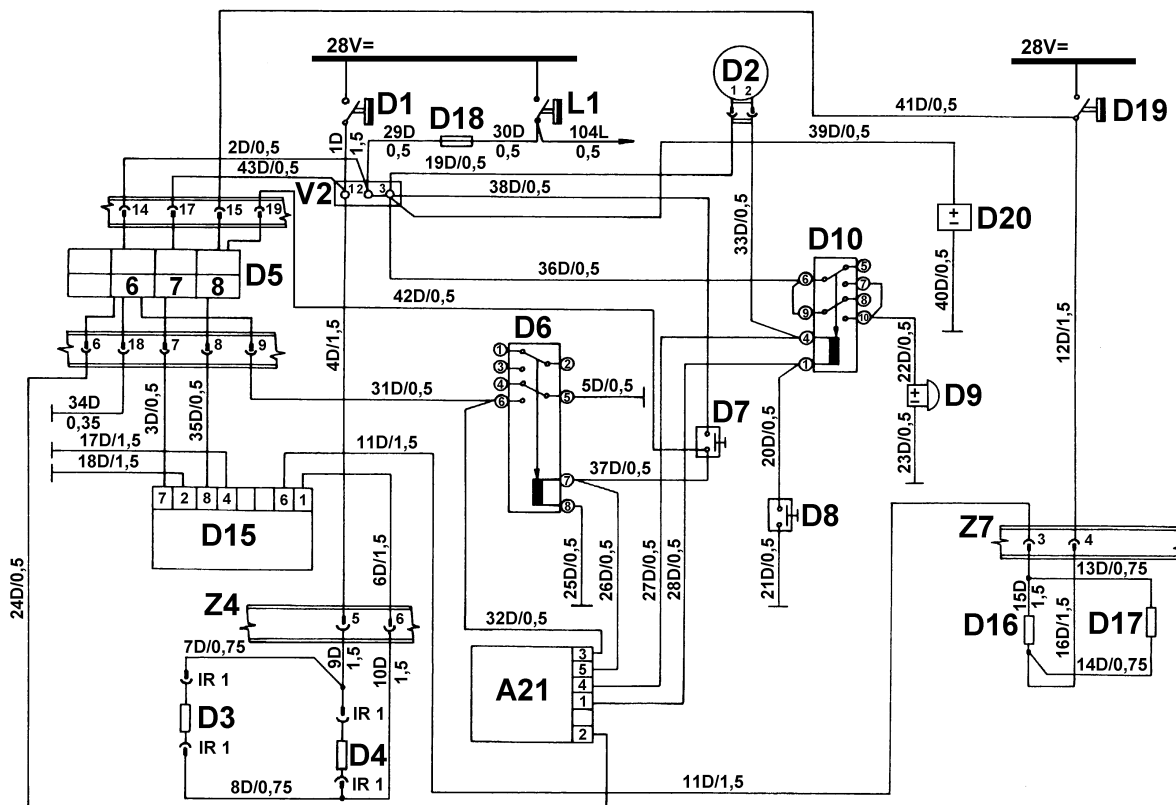 28V=
28V=
D2
1 2
D1
L1
D18
41D/0,5
D19
39D/0,5
29D
0,5
30D
0,5
104L
0,5
1D
1,5
2D/0,5
19D/0,5
43D/0,5
V2
1 2 3
38D/0,5
14 17 15 19
33D/0,5
D20
D10
D5
6 7 8
36D/0,5
6 5
7
8
9
10
4
1
42D/0,5
40D/0,5
12D/1,5
D6
6 18 7 8 9
4D/1,5
1
2
3
4
5
6
7
8
31D/0,5
5D/0,5
22D/0,5
D9
23D/0,5
34D
0,35
3D/0,5
35D/0,5
D7
20D/0,5
17D/1,5
11D/1,5
18D/1,5
37D/0,5
7 2 8 4 6 1
D15
D8
Z7
3 4
24D/0,5
6D/1,5
25D/0,5
26D/0,5
27D/0,5
28D/0,5
21D/0,5
13D/0,75
15D
1,5
16D/1,5
D16
D17
14D/0,75
Z4
5 6
32D/0,5
7D/0,75
9D
1,5
10D
1,5
A21
3
5
4
1
2
IR 1
IR 1
D3
D4
IR 1
IR 1
8D/0,75
11D/1,5